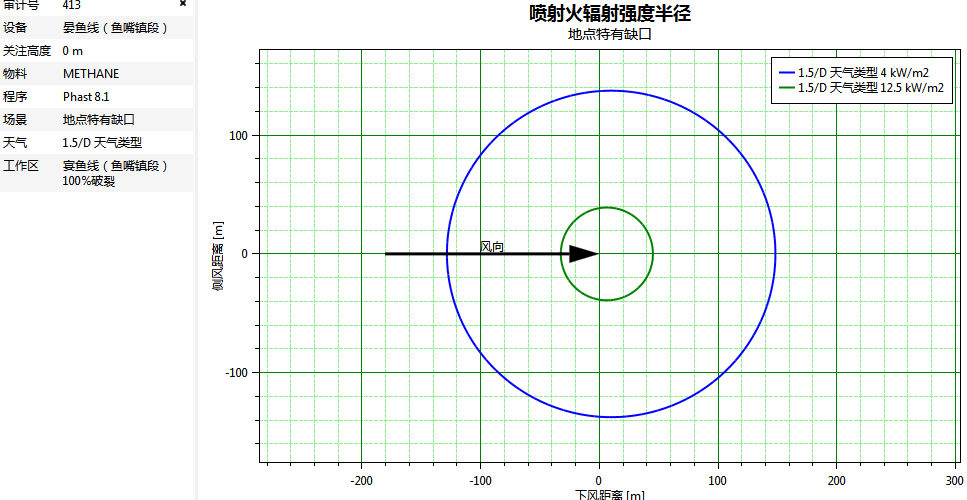 审计号 413
设备 晏鱼线（鱼嘴镇段）
关注高度 0 m
物料 METHANE
程序 Phast 8.1
场景 地点特有缺口
天气 1.5/D 天气类型
工作区 宴鱼线（鱼嘴镇段）
100%破裂
喷射火辐射强度半径
地点特有缺口
1.5/D 天气类型 4 kW/m2
1.5/D 天气类型 12.5 kW/m2
100
0
-100
侧风距离 [m]
风向
-200 -100 0 100 200 300
下风距离 [m]